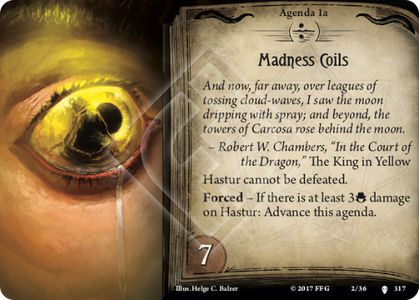 Agenda 1a
Madness Coils
And now, far away, over leagues of
tossing cloud-waves, I saw the moon
dripping with spray; and beyond, the
towers of Carcosa rose behind the moon.
– Robert W. Chambers, “In the Court of
the Dragon,” The King in Yellow
Hastur cannot be defeated.
Forced – If there is at least 3 damage
on Hastur: Advance this agenda.
7
Illus. Helge C. Balzer
© 2017 FFG
2/36
317